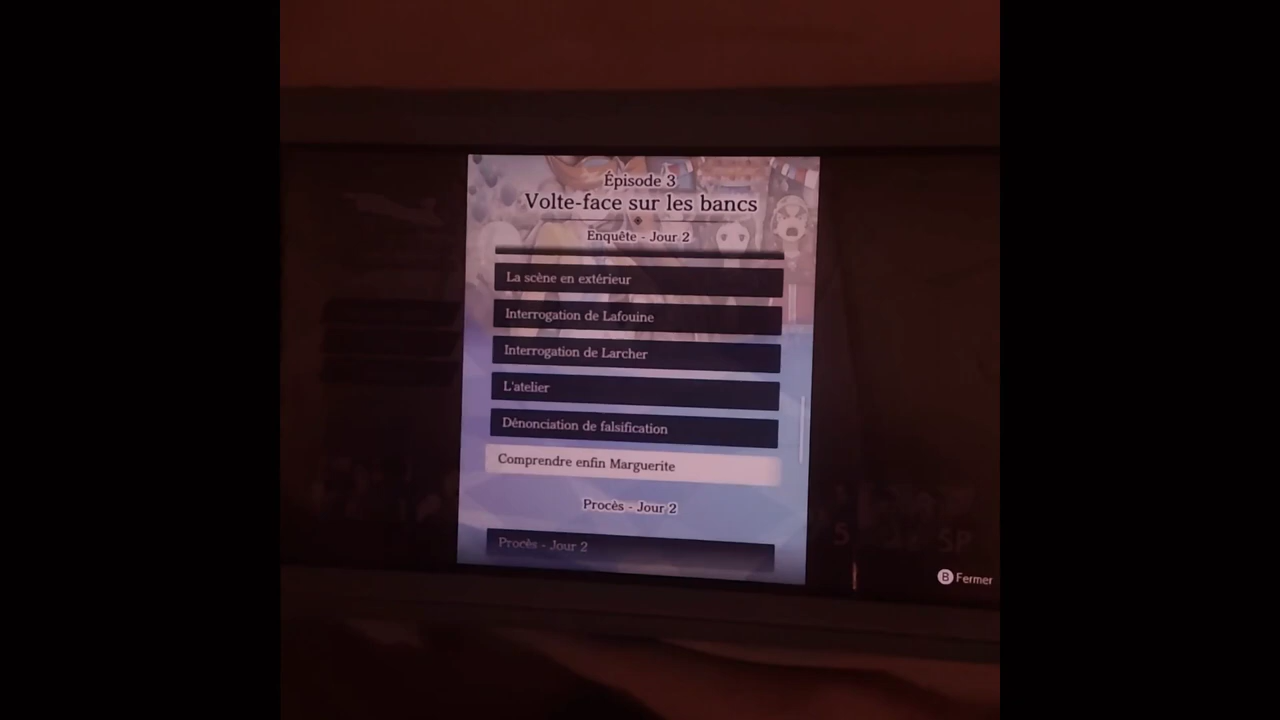 Épisode 3
Volte-face sur les bancs
Enquête - Jour 2
La scène en extérieur
Interrogation de Lafouine
Interrogation de Larcher
L'atelier
Dénonciation de falsification
Comprendre enfin Marguerite
Procès - Jour 2
Procès - Jour 2
B Fermer